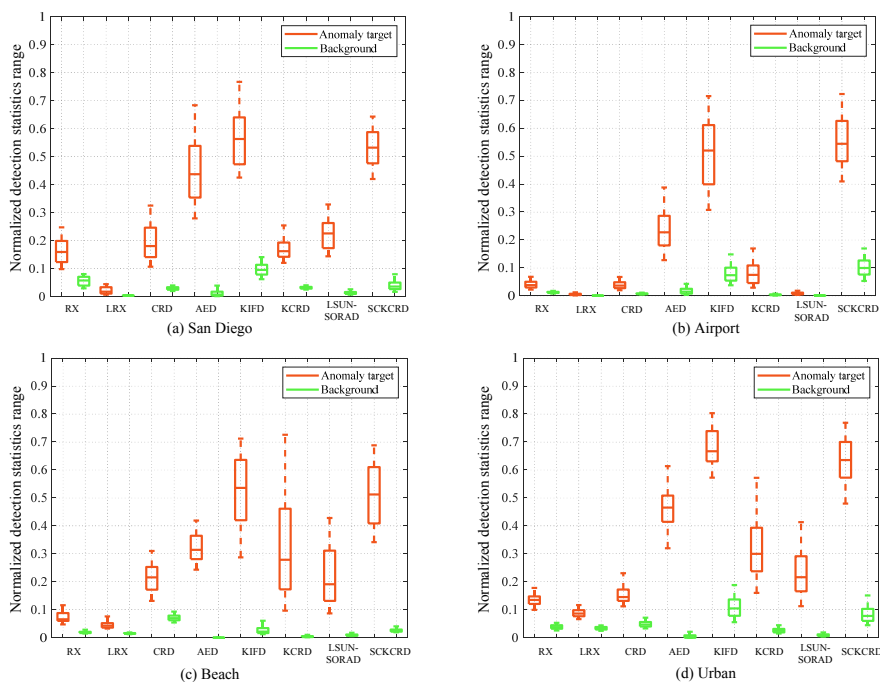 Normalized detection statistics range
1
0.9
0.8
0.7
0.6
0.5
0.4
0.3
0.2
0.1
0
Anomaly target
Background
RX LRX CRD AED KIFD KCRD LSUN- SCKCRD
SORAD
(a) San Diego
Normalized detection statistics range
1
0.9
0.8
0.7
0.6
0.5
0.4
0.3
0.2
0.1
0
Anomaly target
Background
RX LRX CRD AED KIFD KCRD LSUN- SCKCRD
SORAD
(b) Airport
Normalized detection statistics range
1
0.9
0.8
0.7
0.6
0.5
0.4
0.3
0.2
0.1
0
Anomaly target
Background
RX LRX CRD AED KIFD KCRD LSUN- SCKCRD
SORAD
(c) Beach
Normalized detection statistics range
1
0.9
0.8
0.7
0.6
0.5
0.4
0.3
0.2
0.1
0
Anomaly target
Background
RX LRX CRD AED KIFD KCRD LSUN- SCKCRD
SORAD
(d) Urban